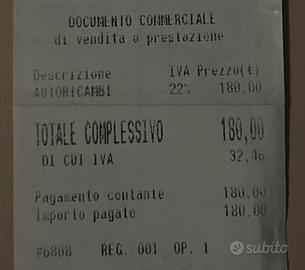 DOCUMENTO COMMERCIALE
di vendita o prestazione
Descrizione IVA Prezzo(€)
AUTORICAMBI 22% 180,00
TOTALE COMPLESSIVO 180,00
DI CUI IVA 32,46
Pagamento contante 180,00
Importo pagato 180,00
#6808 REG. 001 OP. 1
subito